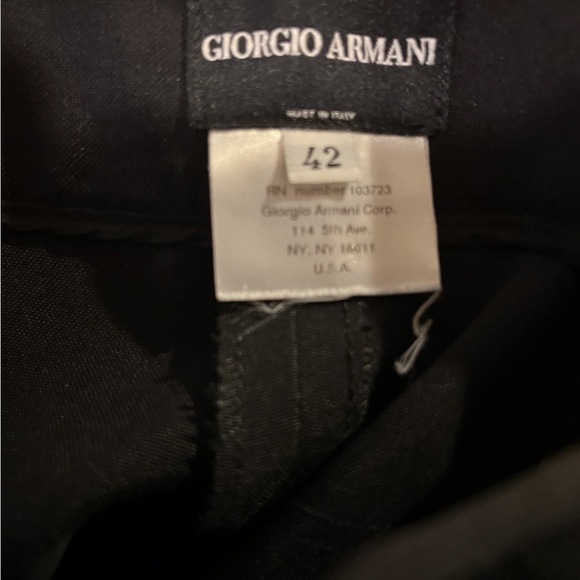 GIORGIO ARMANI
MADE IN ITALY
42
RN number 103723
Giorgio Armani Corp.
114 5th Ave.
NY, NY 10011
U.S.A.